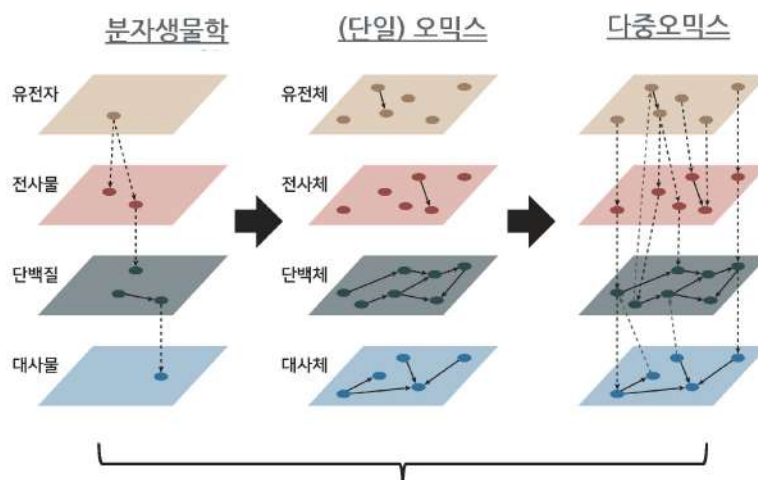 분자생물학 (단일) 오믹스 다중오믹스
유전자 유전체
전사물 전사체
단백질 단백체
대사물 대사체